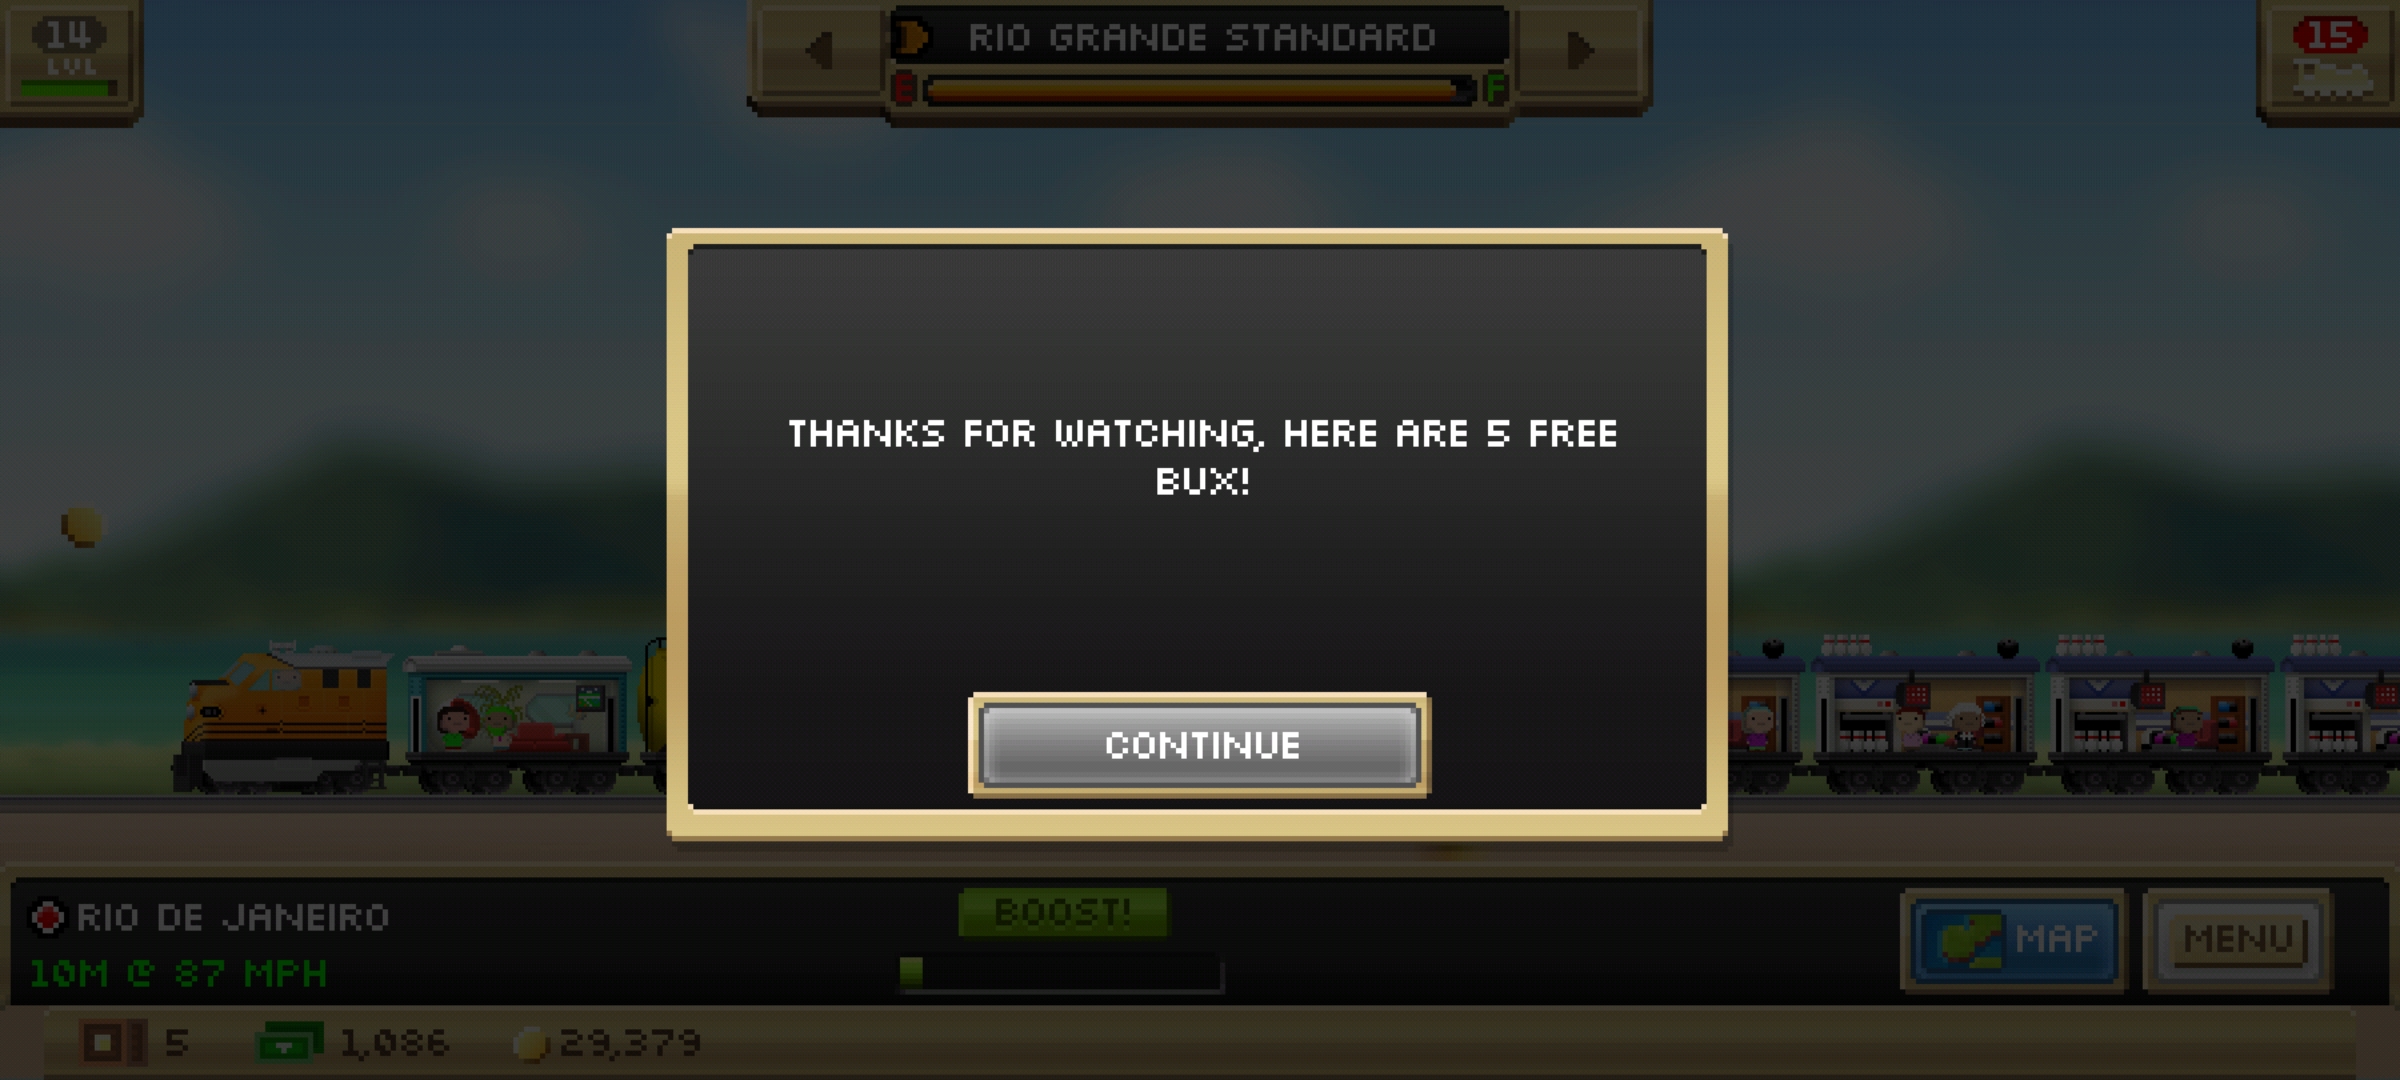 14
LVL
RIO GRANDE STANDARD
E F
15
THANKS FOR WATCHING, HERE ARE 5 FREE
BUX!
CONTINUE
RIO DE JANEIRO
10M @ 87 MPH
BOOST!
MAP
MENU
5
1,086
29,379